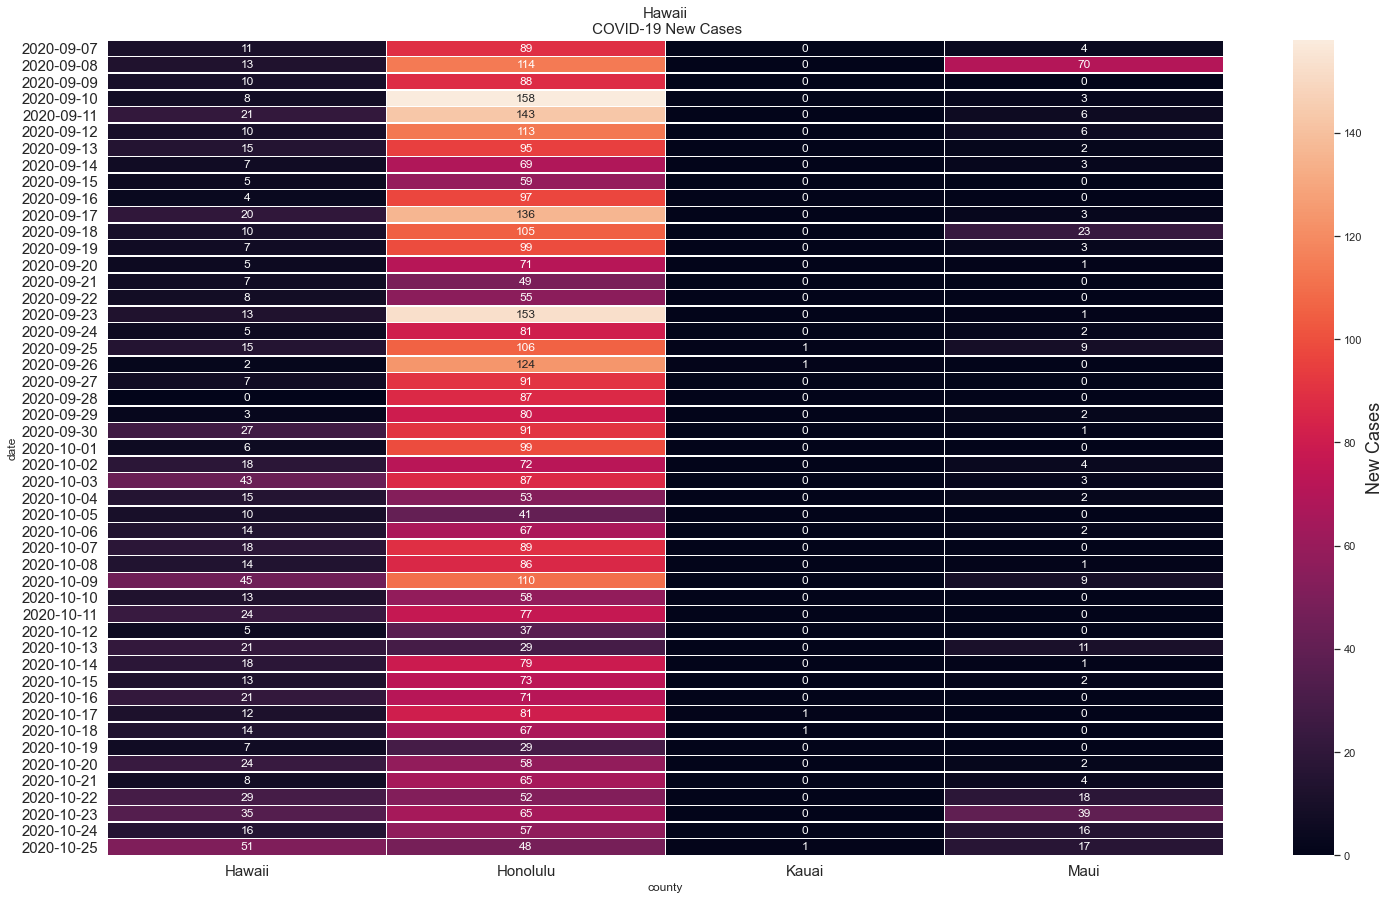 Hawaii
COVID-19 New Cases
2020-09-07 11 89 0 4
2020-09-08 13 114 0 70
2020-09-09 10 88 0 0
2020-09-10 8 158 0 3
2020-09-11 21 143 0 6
2020-09-12 10 113 0 6
2020-09-13 15 95 0 2
2020-09-14 7 69 0 3
2020-09-15 5 59 0 0
2020-09-16 4 97 0 0
2020-09-17 20 136 0 3
2020-09-18 10 105 0 23
2020-09-19 7 99 0 3
2020-09-20 5 71 0 1
2020-09-21 7 49 0 0
2020-09-22 8 55 0 0
2020-09-23 13 153 0 1
2020-09-24 5 81 0 2
2020-09-25 15 106 1 9
2020-09-26 2 124 1 0
2020-09-27 7 91 0 0
2020-09-28 0 87 0 0
2020-09-29 3 80 0 2
2020-09-30 27 91 0 1
2020-10-01 6 99 0 0
2020-10-02 18 72 0 4
2020-10-03 43 87 0 3
2020-10-04 15 53 0 2
2020-10-05 10 41 0 0
2020-10-06 14 67 0 2
2020-10-07 18 89 0 0
2020-10-08 14 86 0 1
2020-10-09 45 110 0 9
2020-10-10 13 58 0 0
2020-10-11 24 77 0 0
2020-10-12 5 37 0 0
2020-10-13 21 29 0 11
2020-10-14 18 79 0 1
2020-10-15 13 73 0 2
2020-10-16 21 71 0 0
2020-10-17 12 81 1 0
2020-10-18 14 67 1 0
2020-10-19 7 29 0 0
2020-10-20 24 58 0 2
2020-10-21 8 65 0 4
2020-10-22 29 52 0 18
2020-10-23 35 65 0 39
2020-10-24 16 57 0 16
2020-10-25 51 48 1 17
Hawaii Honolulu Kauai Maui
county
date
140
120
100
80
60
40
20
0
New Cases